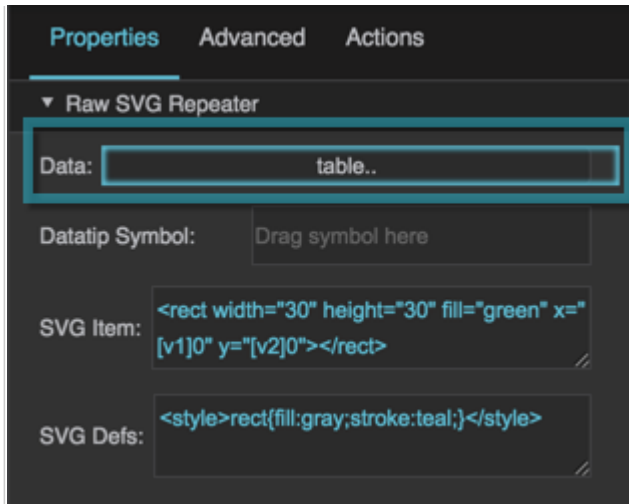 Properties Advanced Actions
▼ Raw SVG Repeater
Data: table..
Datatip Symbol: Drag symbol here
SVG Item: <rect width="30" height="30" fill="green" x="
[v1]0" y="[v2]0"></rect>
SVG Defs: <style>rect{fill:gray;stroke:teal;}</style>